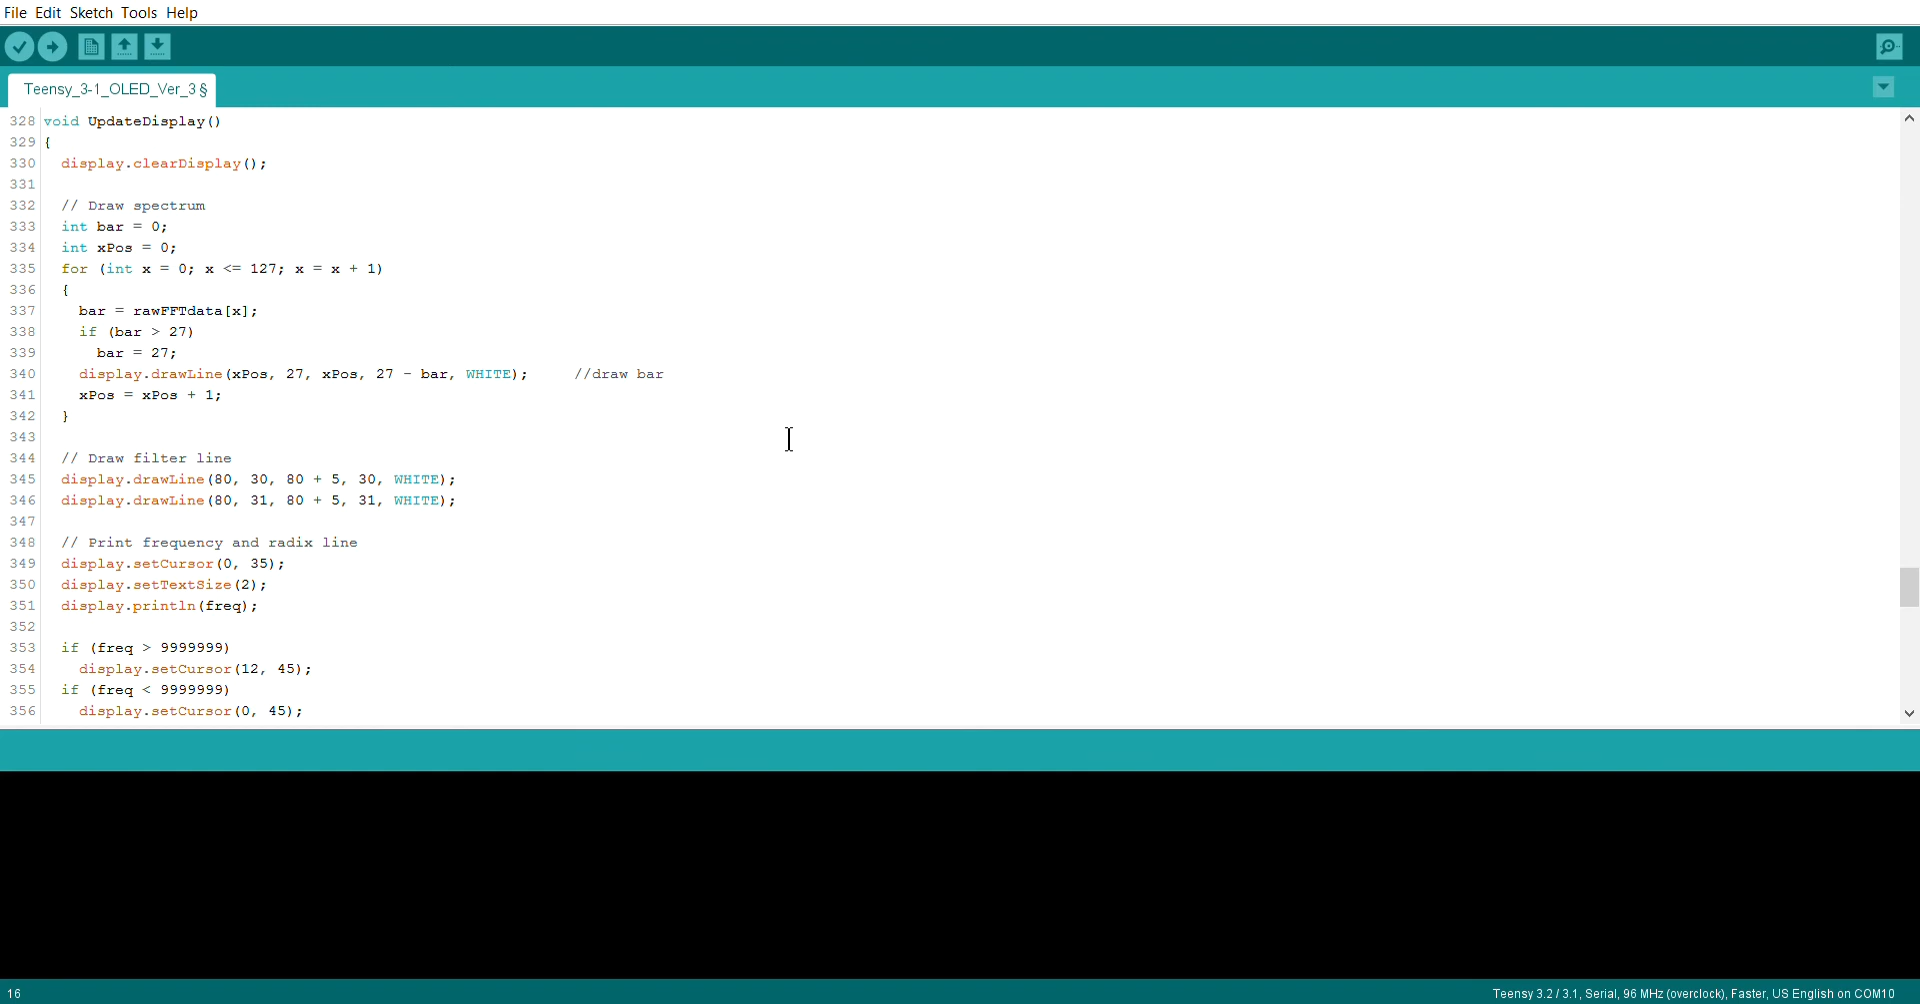 File Edit Sketch Tools Help
Teensy_3-1_OLED_Ver_3 §
328 void UpdateDisplay()
329 {
330   display.clearDisplay();
331
332   // Draw spectrum
333   int bar = 0;
334   int xPos = 0;
335   for (int x = 0; x <= 127; x = x + 1)
336   {
337     bar = rawFFTdata[x];
338     if (bar > 27)
339       bar = 27;
340     display.drawLine(xPos, 27, xPos, 27 - bar, WHITE);     //draw bar
341     xPos = xPos + 1;
342   }
343
344   // Draw filter line
345   display.drawLine(80, 30, 80 + 5, 30, WHITE);
346   display.drawLine(80, 31, 80 + 5, 31, WHITE);
347
348   // Print frequency and radix line
349   display.setCursor(0, 35);
350   display.setTextSize(2);
351   display.println(freq);
352
353   if (freq > 9999999)
354     display.setCursor(12, 45);
355   if (freq < 9999999)
356     display.setCursor(0, 45);
16
Teensy 3.2 / 3.1, Serial, 96 MHz (overclock), Faster, US English on COM10